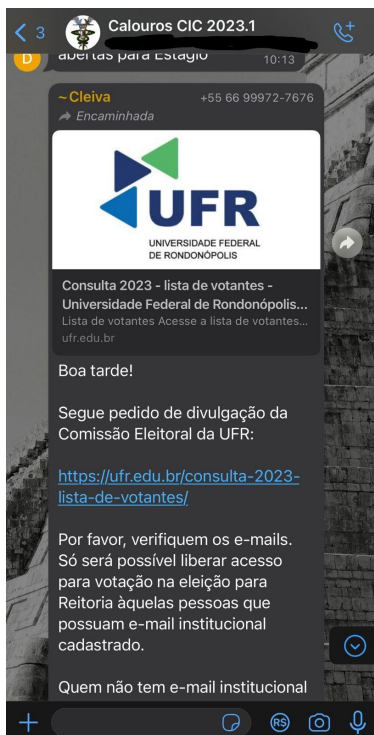 3
Calouros CIC 2023.1
D
abertas para Estágio
10:13
~Cleiva
+55 66 99972-7676
Encaminhada
UFR
UNIVERSIDADE FEDERAL
DE RONDONÓPOLIS
Consulta 2023 - lista de votantes -
Universidade Federal de Rondonópolis...
Lista de votantes Acesse a lista de votantes...
ufr.edu.br
Boa tarde!
Segue pedido de divulgação da
Comissão Eleitoral da UFR:
https://ufr.edu.br/consulta-2023-
lista-de-votantes/
Por favor, verifiquem os e-mails.
Só será possível liberar acesso
para votação na eleição para
Reitoria àquelas pessoas que
possuam e-mail institucional
cadastrado.
Quem não tem e-mail institucional
R$